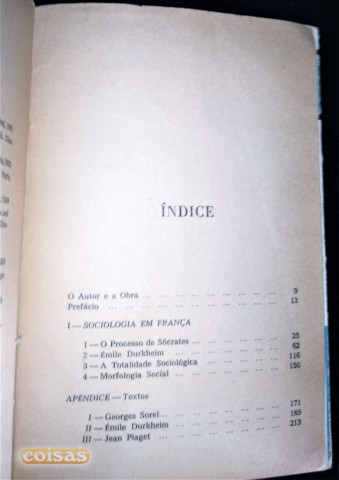 ÍNDICE
O Autor e a Obra ... ... ... ... ... ... ... ... 9
Prefácio ... ... ... ... ... ... ... ... ... ... 13
I — SOCIOLOGIA EM FRANÇA
1 — O Processo de Sócrates ... ... ... ... ... 25
2 — Émile Durkheim ... ... ... ... ... ... ... 62
3 — A Totalidade Sociológica ... ... ... ... ... 116
4 — Morfologia Social ... ... ... ... ... ... 150
APÊNDICE — Textos
I — Georges Sorel... ... ... ... ... ... ... 171
II — Émile Durkheim ... ... ... ... ... ... 189
III — Jean Piaget ... ... ... ... ... ... ... 213
coisas